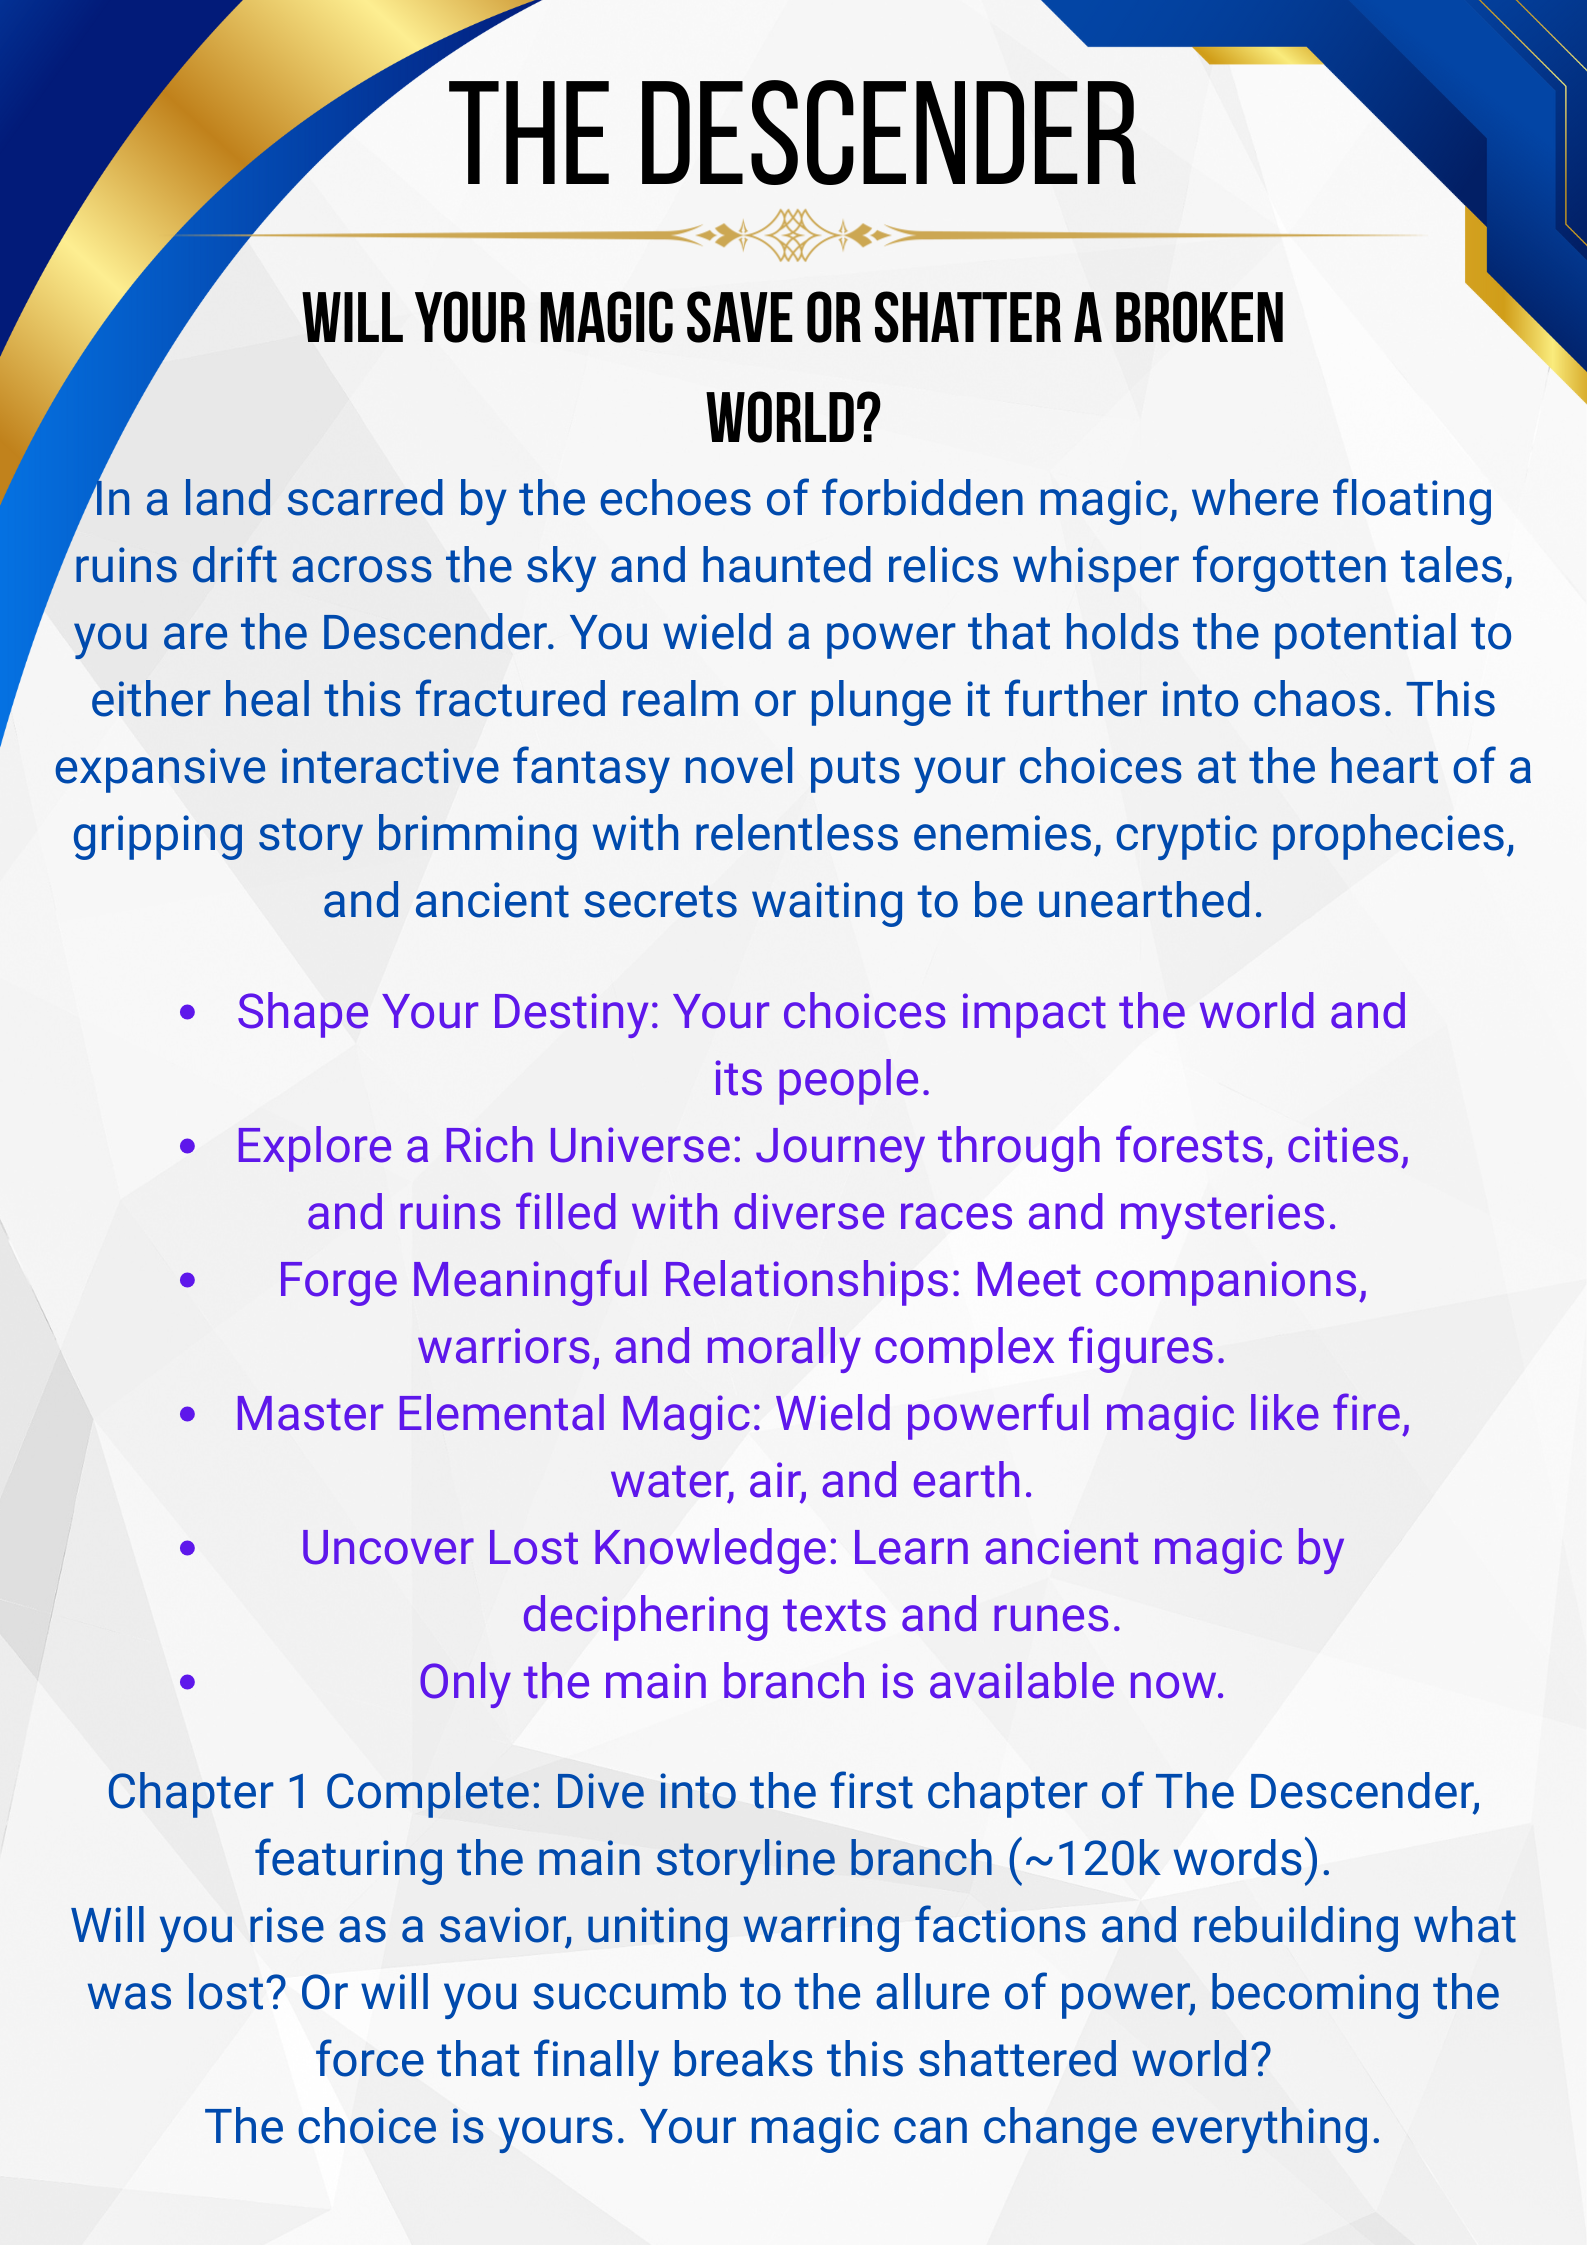 THE DESCENDER
WILL YOUR MAGIC SAVE OR SHATTER A BROKEN
WORLD?
In a land scarred by the echoes of forbidden magic, where floating
ruins drift across the sky and haunted relics whisper forgotten tales,
you are the Descender. You wield a power that holds the potential to
either heal this fractured realm or plunge it further into chaos. This
expansive interactive fantasy novel puts your choices at the heart of a
gripping story brimming with relentless enemies, cryptic prophecies,
and ancient secrets waiting to be unearthed.
• Shape Your Destiny: Your choices impact the world and
its people.
• Explore a Rich Universe: Journey through forests, cities,
and ruins filled with diverse races and mysteries.
• Forge Meaningful Relationships: Meet companions,
warriors, and morally complex figures.
• Master Elemental Magic: Wield powerful magic like fire,
water, air, and earth.
• Uncover Lost Knowledge: Learn ancient magic by
deciphering texts and runes.
• Only the main branch is available now.
Chapter 1 Complete: Dive into the first chapter of The Descender,
featuring the main storyline branch (~120k words).
Will you rise as a savior, uniting warring factions and rebuilding what
was lost? Or will you succumb to the allure of power, becoming the
force that finally breaks this shattered world?
The choice is yours. Your magic can change everything.